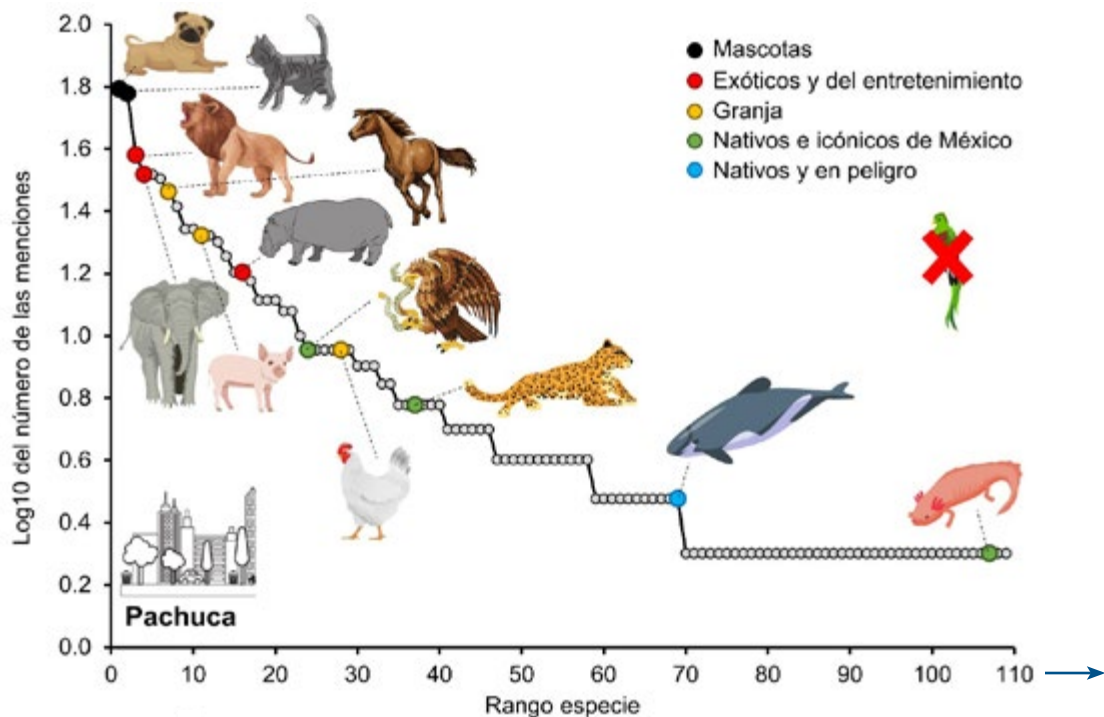 Log10 del número de las menciones
2.0
1.8
1.6
1.4
1.2
1.0
0.8
0.6
0.4
0.2
0.0
Mascotas
Exóticos y del entretenimiento
Granja
Nativos e icónicos de México
Nativos y en peligro
Pachuca
0 10 20 30 40 50 60 70 80 90 100 110
Rango especie